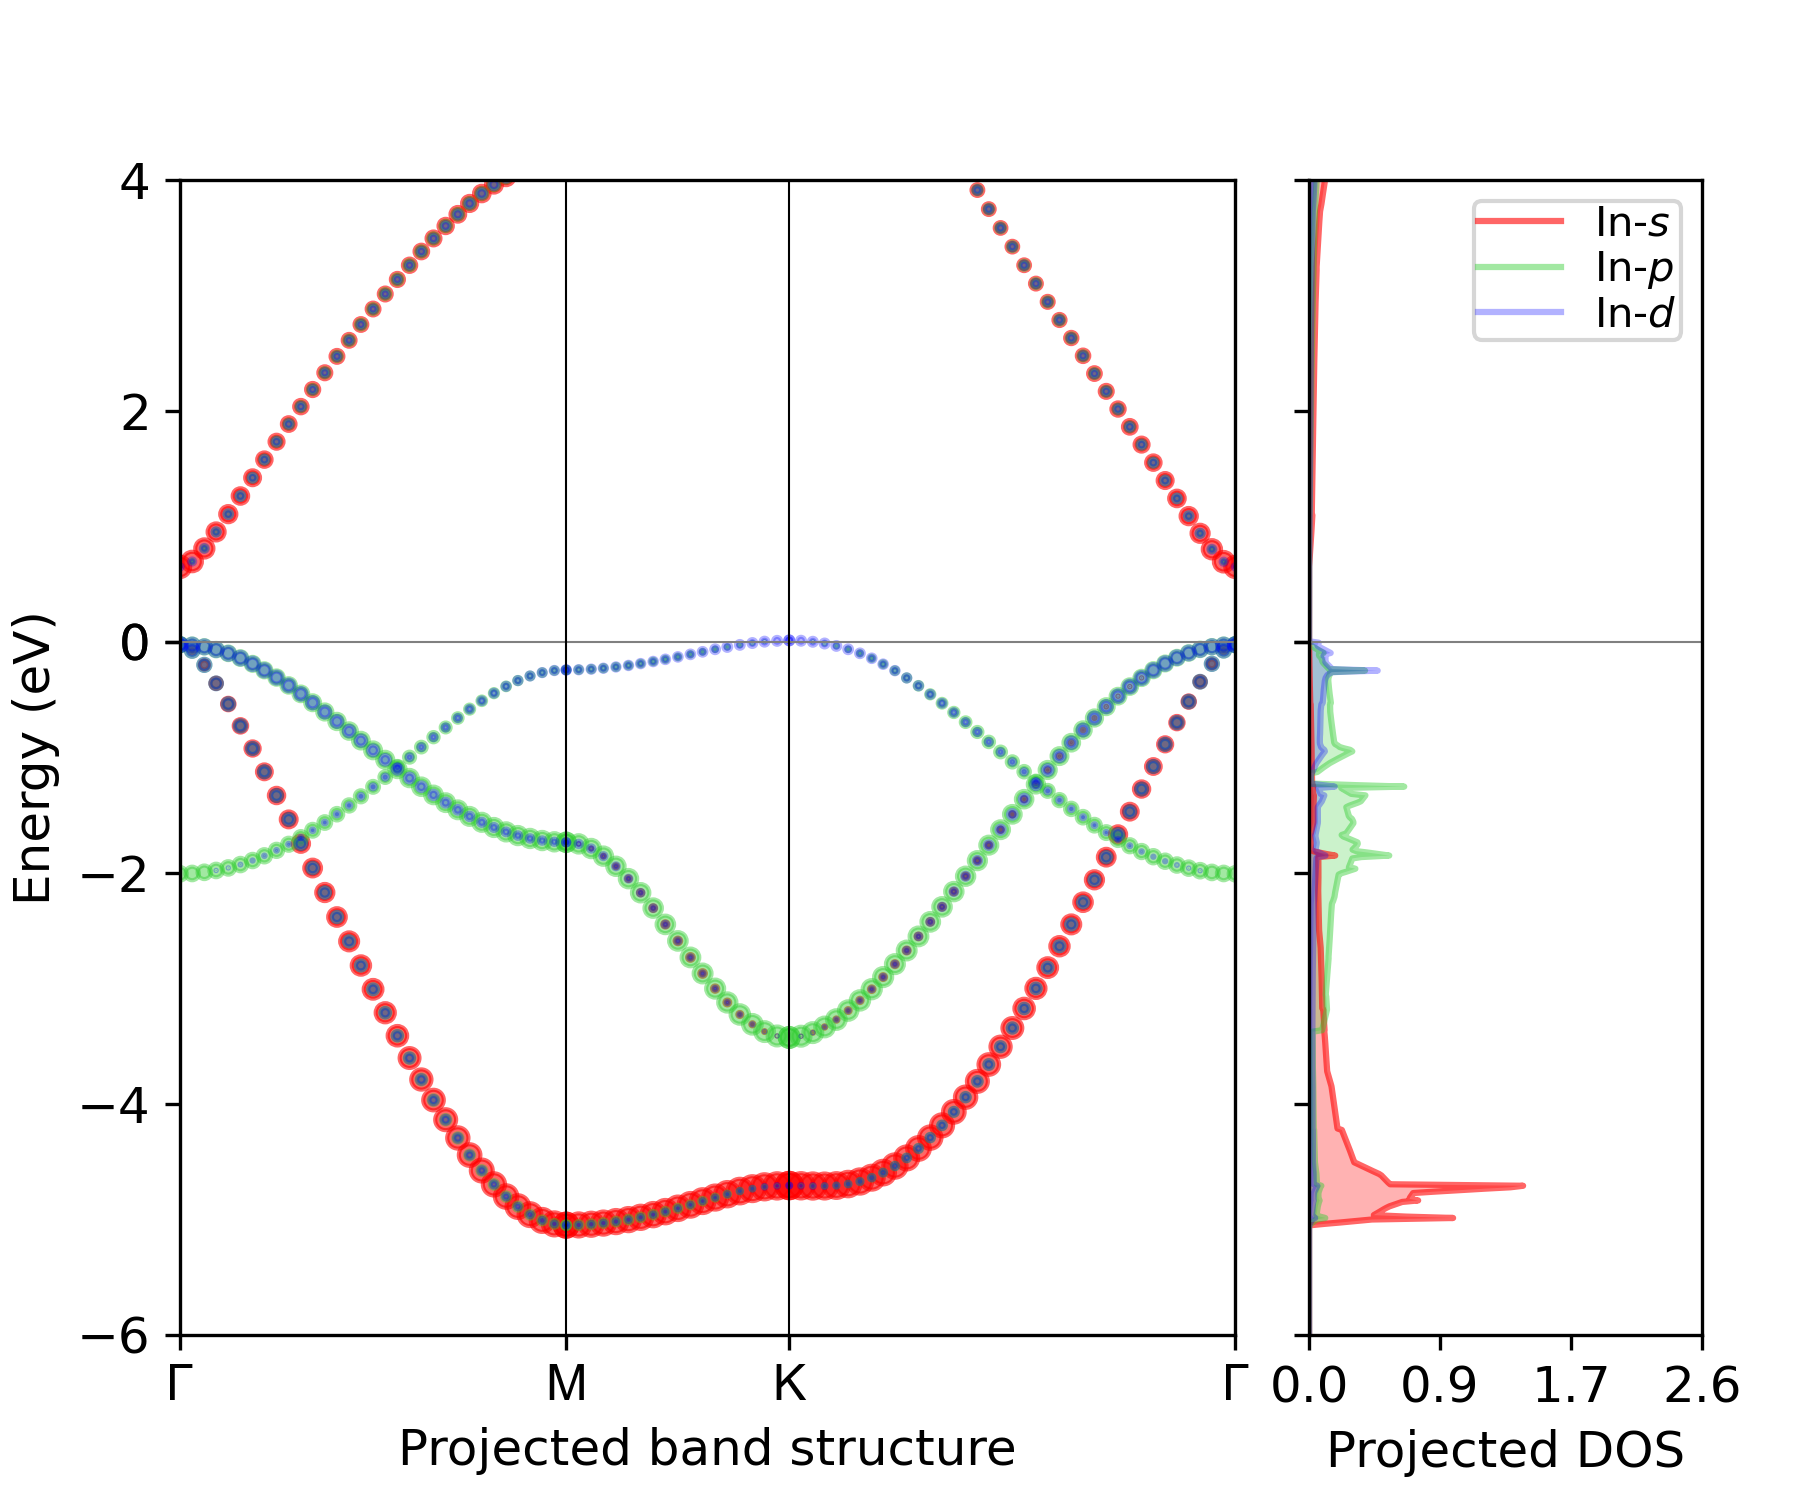 4
2
0
−2
−4
−6
Energy (eV)
Γ M K Γ
Projected band structure
In-s
In-p
In-d
0.0 0.9 1.7 2.6
Projected DOS